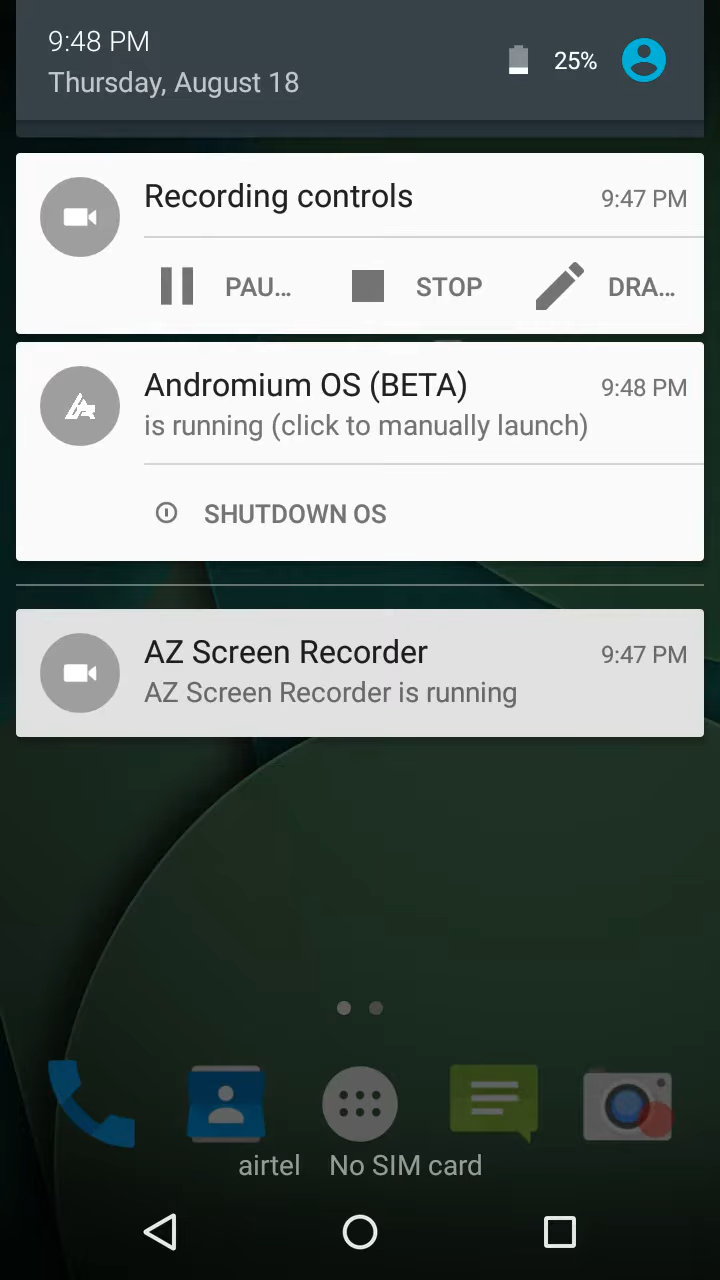 9:48 PM
Thursday, August 18
25%
Recording controls
9:47 PM
PAU...
STOP
DRA...
Andromium OS (BETA)
9:48 PM
is running (click to manually launch)
SHUTDOWN OS
AZ Screen Recorder
9:47 PM
AZ Screen Recorder is running
airtel No SIM card